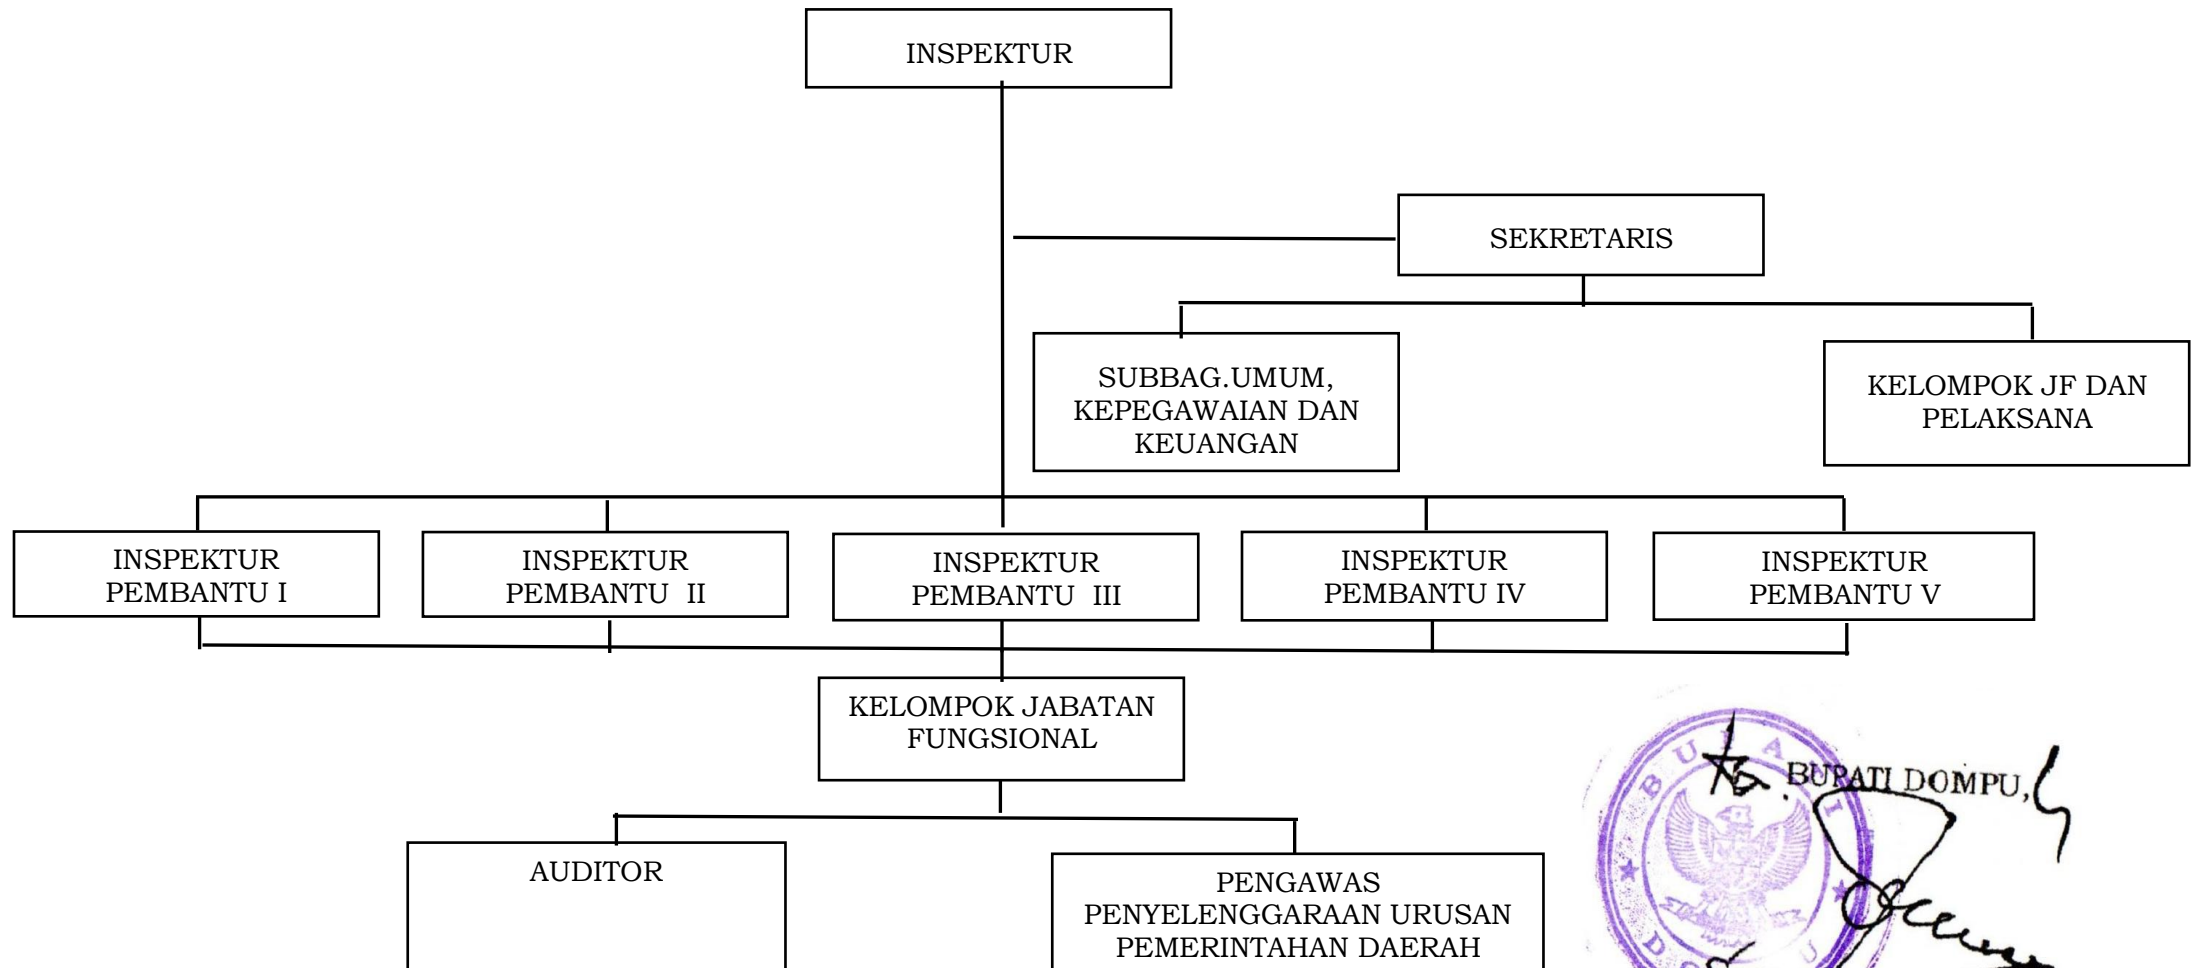 INSPEKTUR
SEKRETARIS
SUBBAG.UMUM,
KEPEGAWAIAN DAN
KEUANGAN
KELOMPOK JF DAN
PELAKSANA
INSPEKTUR
PEMBANTU I
INSPEKTUR
PEMBANTU II
INSPEKTUR
PEMBANTU III
INSPEKTUR
PEMBANTU IV
INSPEKTUR
PEMBANTU V
KELOMPOK JABATAN
FUNGSIONAL
AUDITOR
PENGAWAS
PENYELENGGARAAN URUSAN
PEMERINTAHAN DAERAH
BUPATI DOMPU,
BUPATI